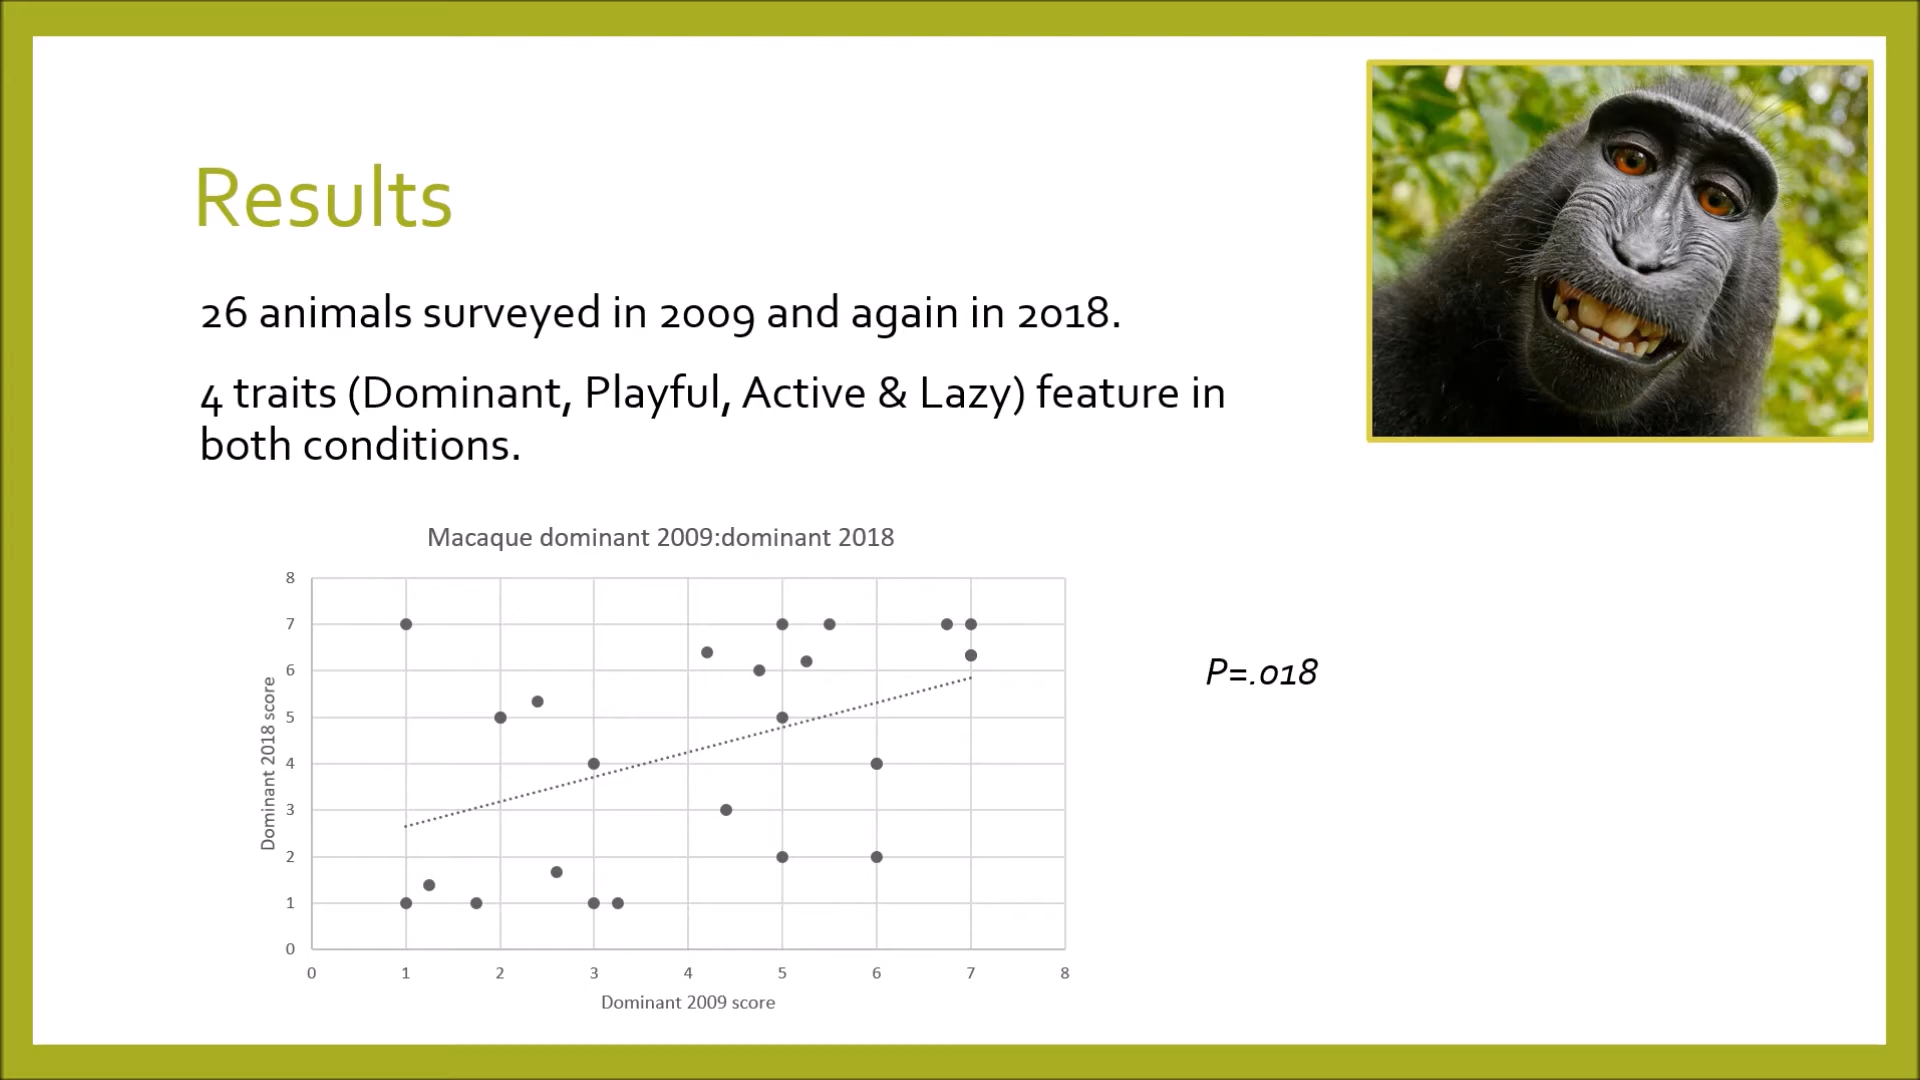 Results
26 animals surveyed in 2009 and again in 2018.
4 traits (Dominant, Playful, Active & Lazy) feature in
both conditions.
Macaque dominant 2009:dominant 2018
8
7
6
5
4
3
2
1
0
Dominant 2018 score
0 1 2 3 4 5 6 7 8
Dominant 2009 score
P=.018